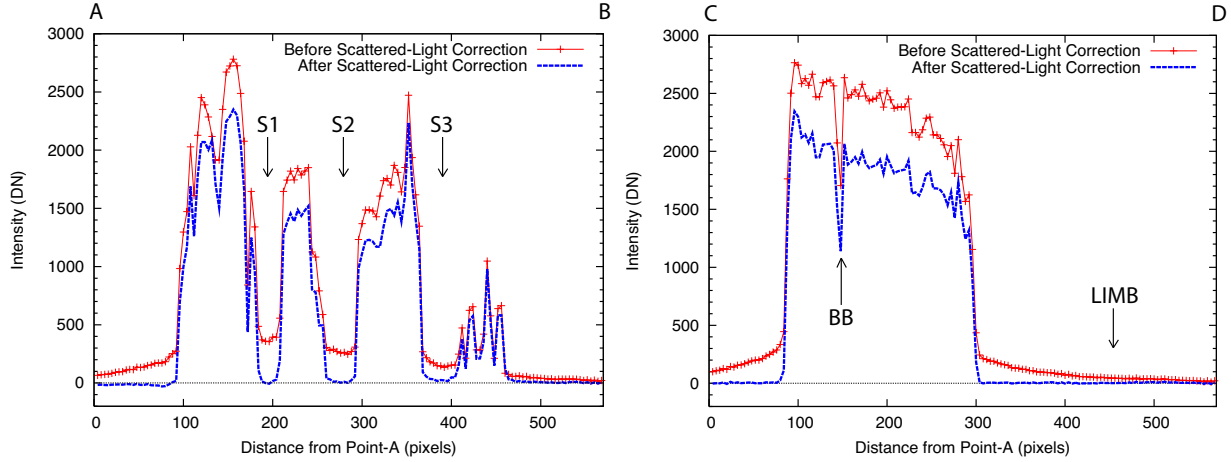 A
B
3000
2500
2000
1500
1000
500
0
Intensity (DN)
Before Scattered-Light Correction
After Scattered-Light Correction
S1
S2
S3
0
100
200
300
400
500
Distance from Point-A (pixels)
C
D
3000
2500
2000
1500
1000
500
0
Intensity (DN)
Before Scattered-Light Correction
After Scattered-Light Correction
BB
LIMB
0
100
200
300
400
500
Distance from Point-A (pixels)